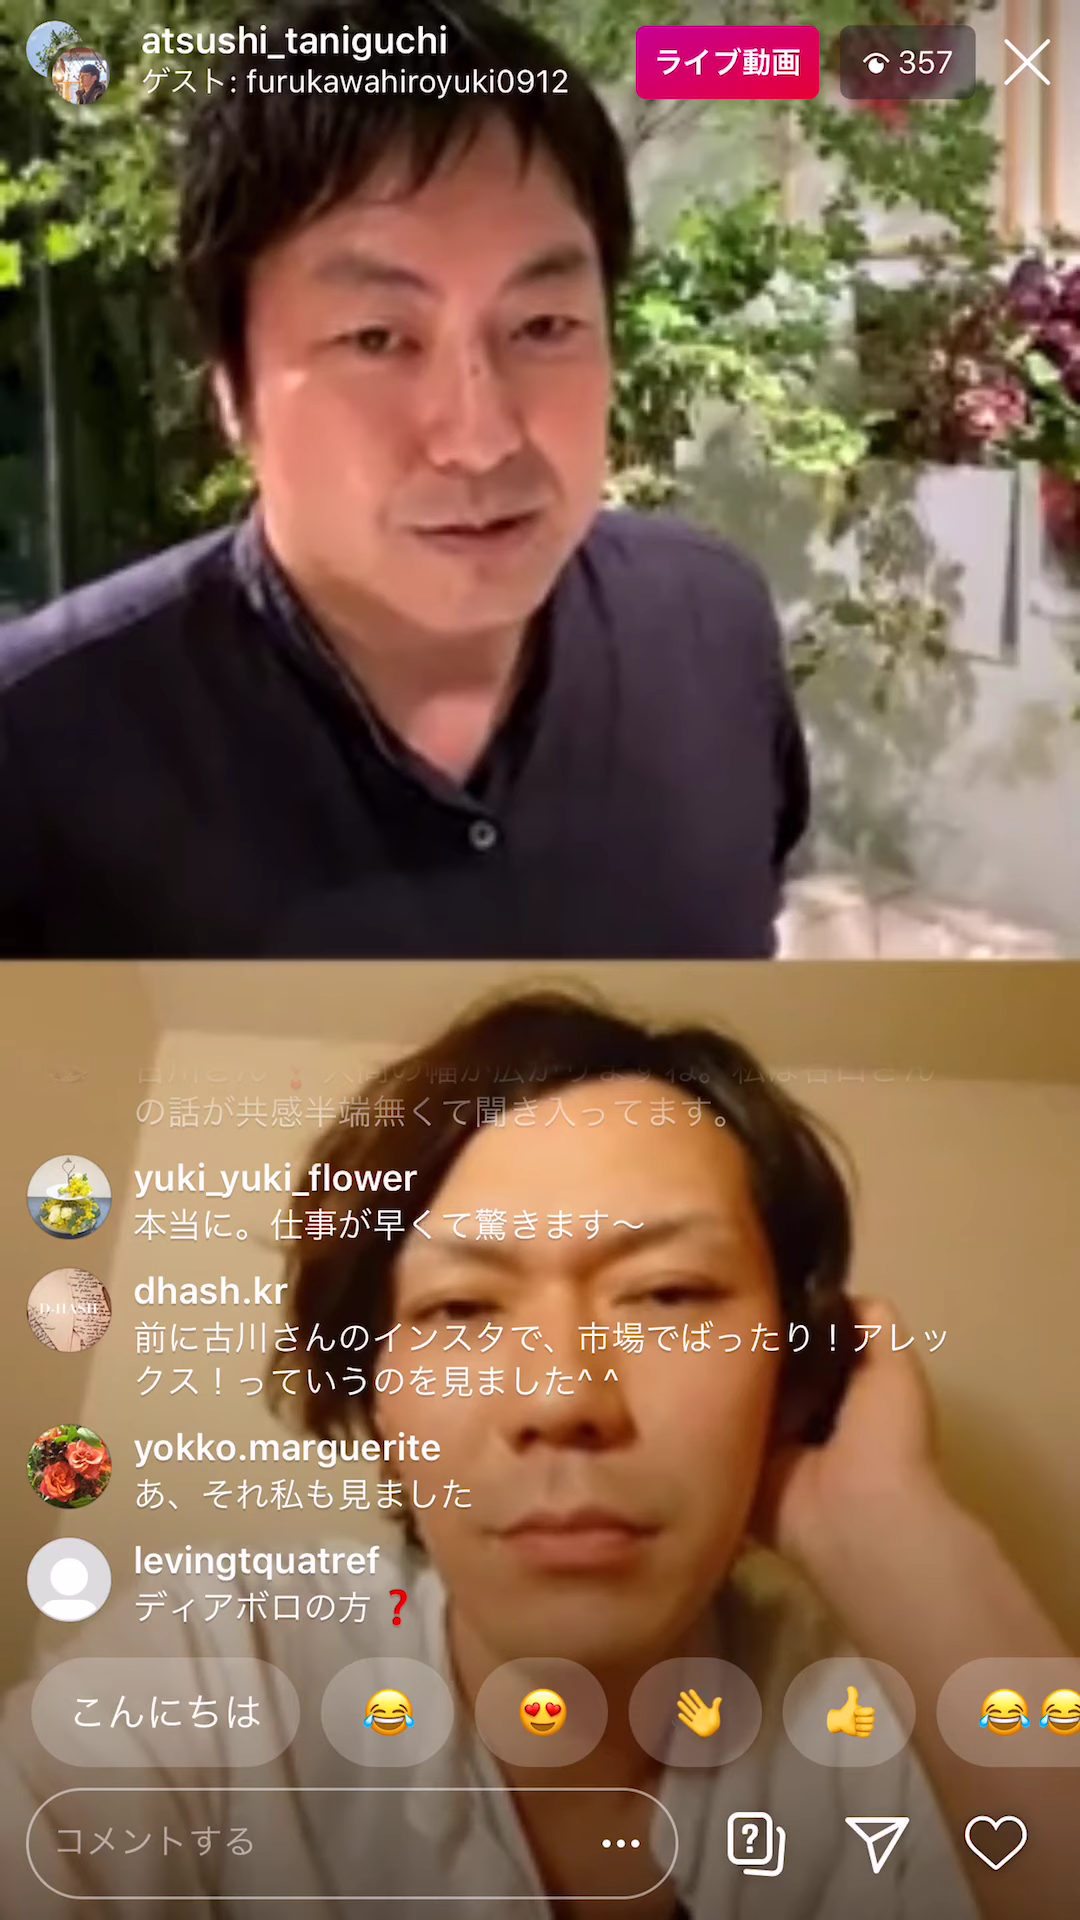 atsushi_taniguchi
ゲスト: furukawahiroyuki0912
ライブ動画
357
の話が共感半端無くて聞き入ってます。
yuki_yuki_flower
本当に。仕事が早くて驚きます〜
dhash.kr
前に古川さんのインスタで、市場でばったり！アレッ
クス！っていうのを見ました^ ^
yokko.marguerite
あ、それ私も見ました
levingtquatref
ディアボロの方❓
こんにちは
コメントする